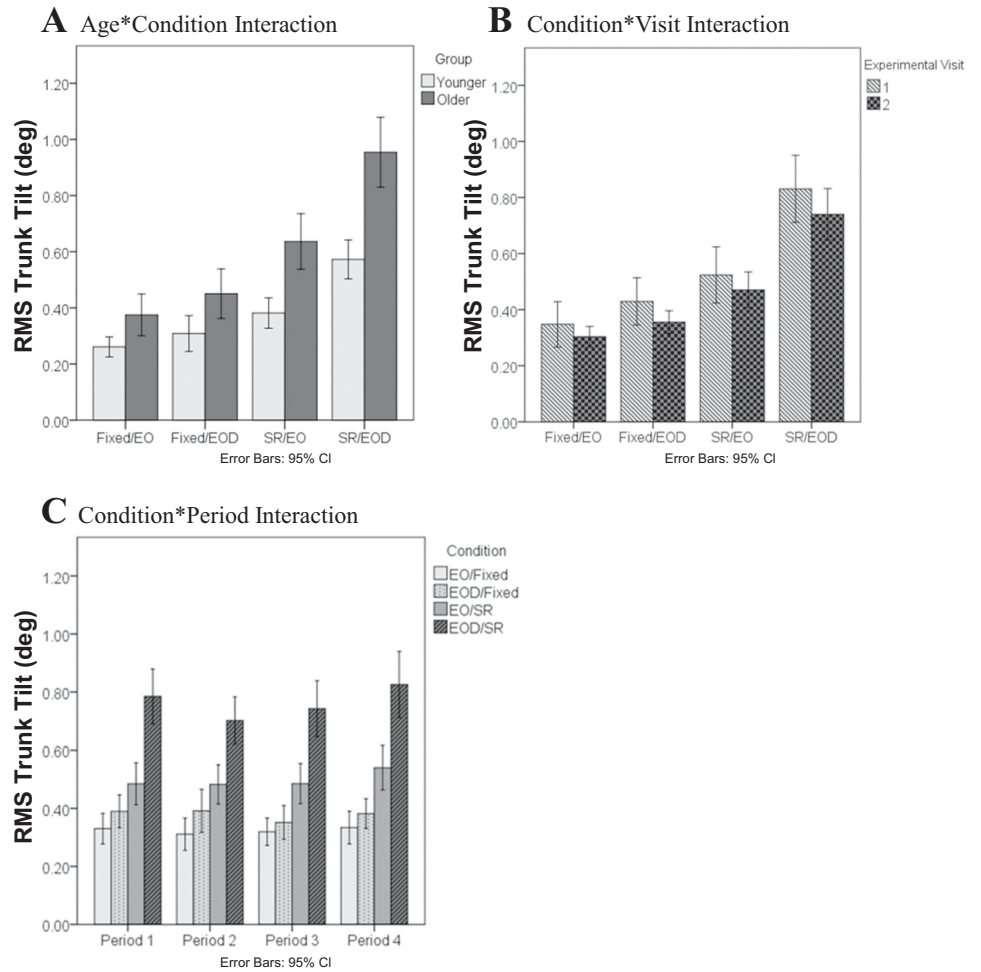 A Age*Condition Interaction
RMS Trunk Tilt (deg)
1.20
1.00
0.80
0.60
0.40
0.20
0.00
Fixed/EO Fixed/EOD SR/EO SR/EOD
Error Bars: 95% CI
Group
Younger
Older
B Condition*Visit Interaction
RMS Trunk Tilt (deg)
1.20
1.00
0.80
0.60
0.40
0.20
0.00
Fixed/EO Fixed/EOD SR/EO SR/EOD
Error Bars: 95% CI
Experimental Visit
1
2
C Condition*Period Interaction
RMS Trunk Tilt (deg)
1.20
1.00
0.80
0.60
0.40
0.20
0.00
Period 1 Period 2 Period 3 Period 4
Error Bars: 95% CI
Condition
EO/Fixed
EOD/Fixed
EO/SR
EOD/SR